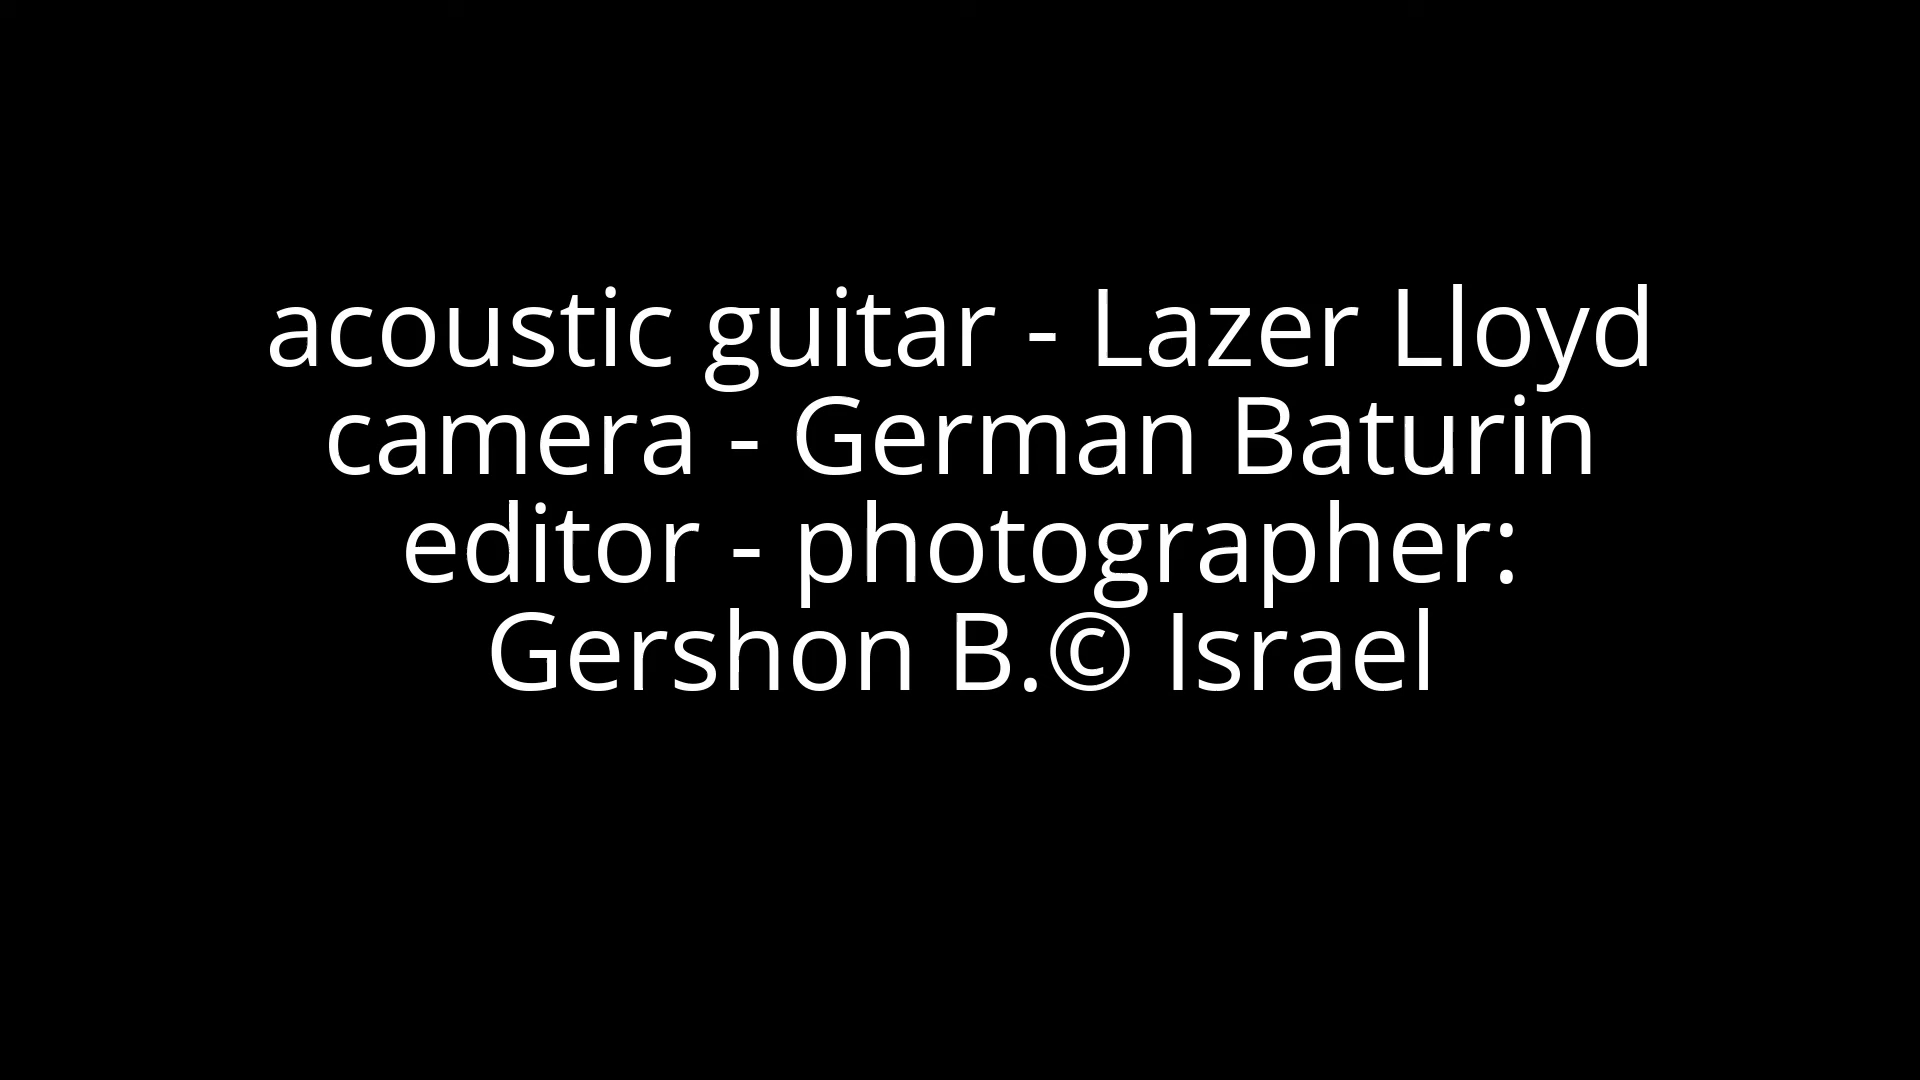 acoustic guitar - Lazer Lloyd
camera - German Baturin
editor - photographer:
Gershon B.© Israel